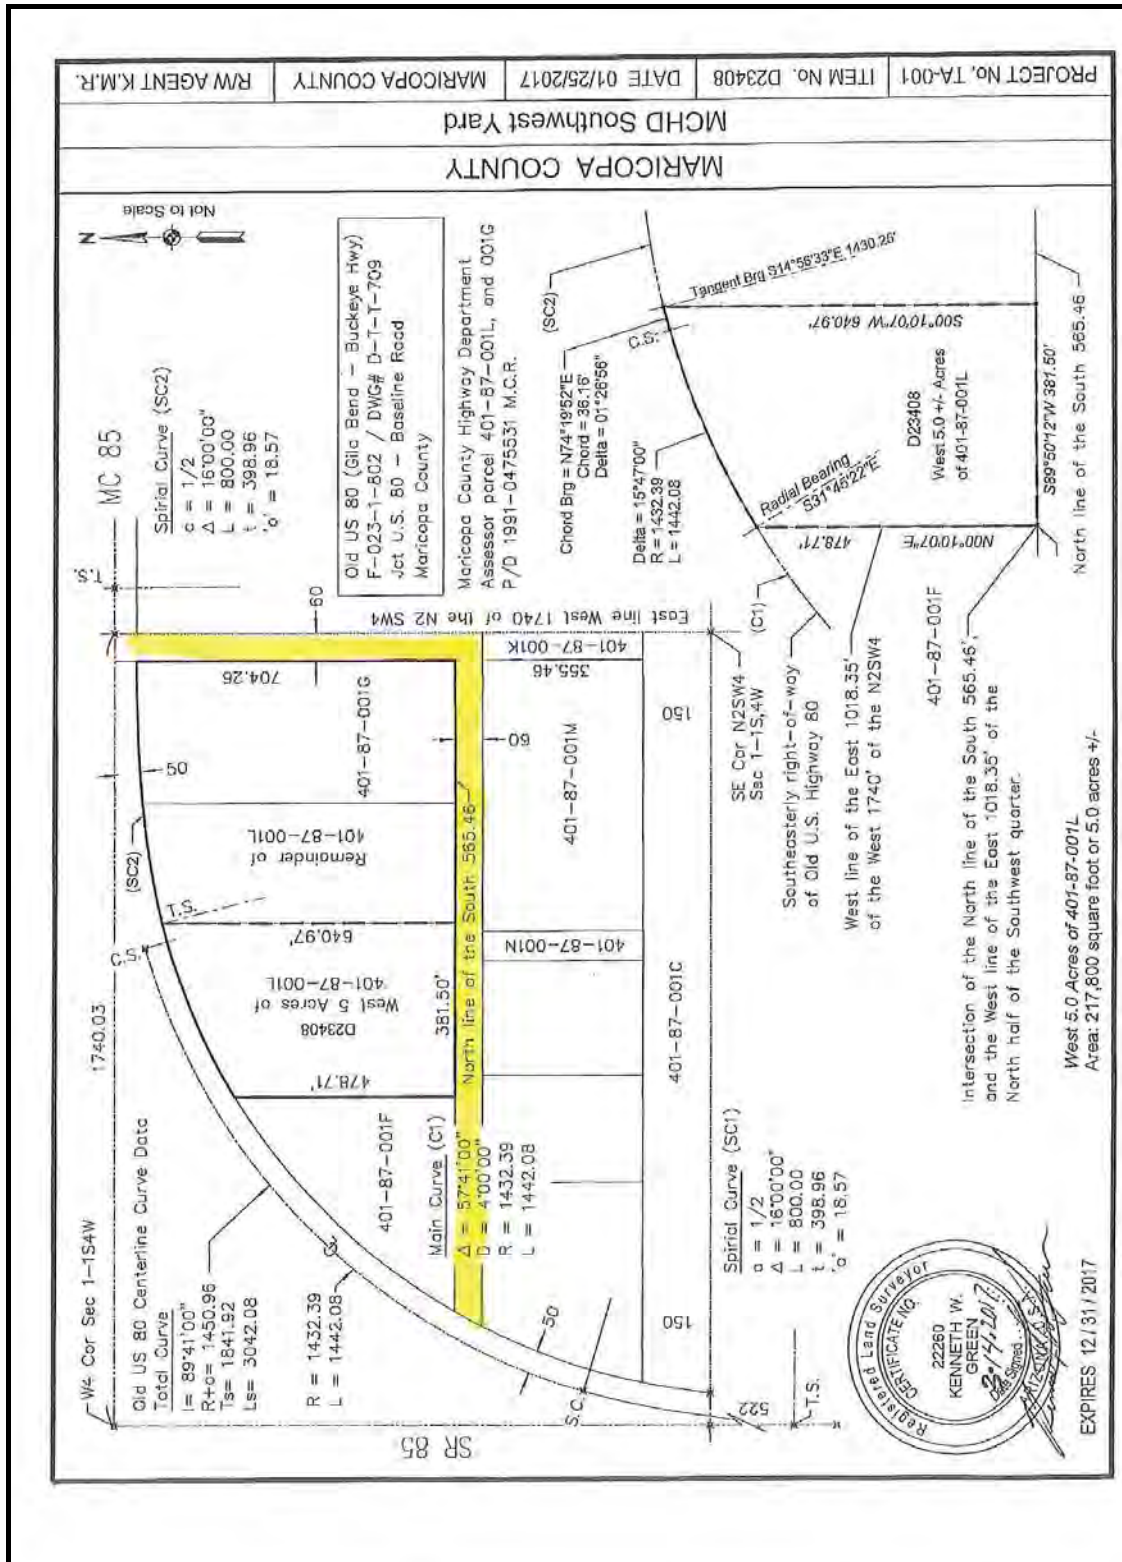 MARICOPA COUNTY
MCHD Southwest Yard
PROJECT No. TA-001
ITEM No. D23408
DATE 01/25/2017
MARICOPA COUNTY
R/W AGENT K.M.R.
W4 Cor Sec 1-1S4W
1740.03
MC 85
T.S.
N
Not to Scale
Old US 80 Centerline Curve Data
Total Curve
I= 89°41'00"
R+o= 1450.96
Ts= 1841.92
Ls= 3042.08
R = 1432.39
L = 1442.08
SR 85
C.S.
T.S.
(SC2)
50
Spirial Curve (SC2)
a = 1/2
Δ = 16°00'00"
L = 800.00
t = 398.96
'o' = 18.57
478.71'
D23408
West 5 Acres of
401-87-001L
640.97'
381.50'
Remainder of
401-87-001L
401-87-001G
704.26
60
401-87-001F
North line of the South 565.46
60
Main Curve (C1)
Δ = 57°41'00"
D = 4°00'00"
R = 1432.39
L = 1442.08
401-87-001N
401-87-001M
401-87-001K
355.46
East line West 1740 of the N2 SW4
401-87-001C
150
150
50
S.C.
522
T.S.
Spirial Curve (SC1)
a = 1/2
Δ = 16°00'00"
L = 800.00
t = 398.96
'o' = 18.57
SE Cor N2SW4
Sec 1-1S,4W
Old US 80 (Gila Bend - Buckeye Hwy)
F-023-1-802 / DWG# D-T-T-709
Jct U.S. 80 - Baseline Road
Maricopa County
Maricopa County Highway Department
Assessor parcel 401-87-001L, and 001G
P/D 1991-0475531 M.C.R.
Chord Brg = N74°19'52"E
Chord = 36.16'
Delta = 01°26'56"
(SC2)
C.S.
Tangent Brg S14°56'33"E 1430.26'
Delta = 15°47'00"
R = 1432.39
L = 1442.08
Radial Bearing
S31°46'22"E
(C1)
Southeasterly right-of-way
of Old U.S. Highway 80
478.71'
N00°10'07"E
D23408
West 5.0 +/- Acres
of 401-87-001L
S00°10'07"W 640.97'
S89°50'12"W 381.50'
North line of the South 565.46
West line of the East 1018.35'
of the West 1740' of the N2SW4
401-87-001F
Intersection of the North line of the South 565.46',
and the West line of the East 1018.35' of the
North half of the Southwest quarter.
West 5.0 Acres of 401-87-001L
Area: 217,800 square foot or 5.0 acres +/-
Registered Land Surveyor
CERTIFICATE NO.
22260
KENNETH W.
GREEN
2-14-2017
Date Signed
ARIZONA, U.S.A.
EXPIRES 12/31/2017